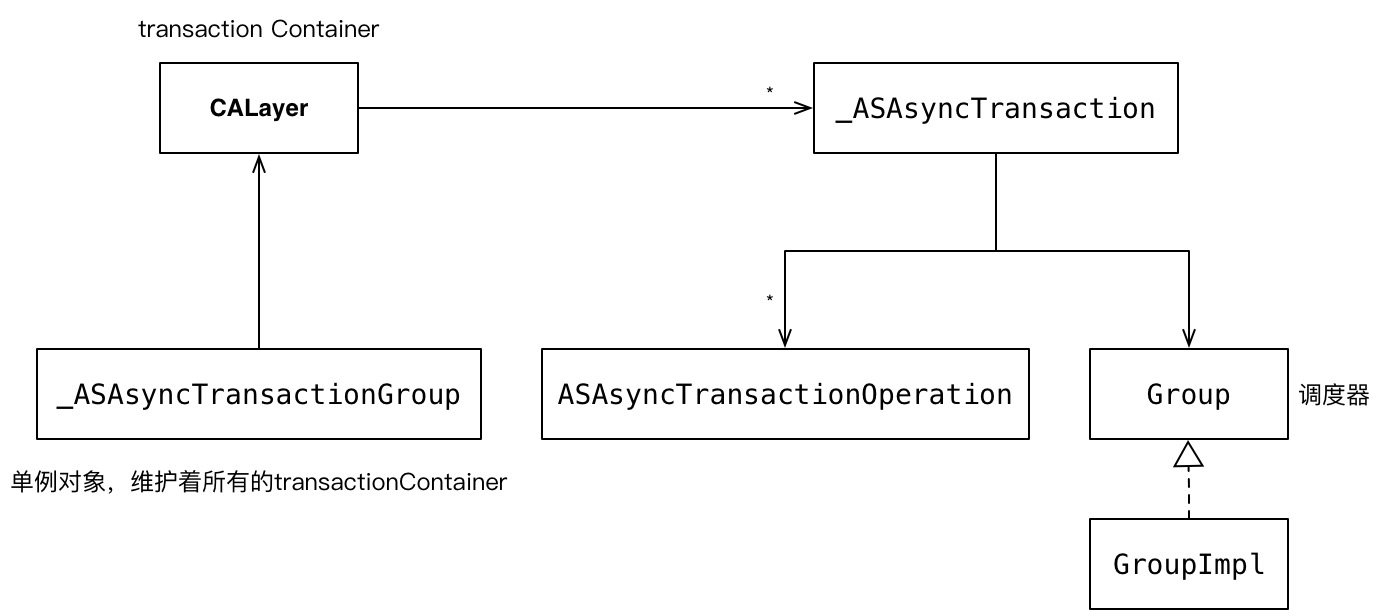 transaction Container
CALayer
*
_ASAsyncTransaction
*
_ASAsyncTransactionGroup
ASAsyncTransactionOperation
Group
调度器
单例对象，维护着所有的transactionContainer
GroupImpl